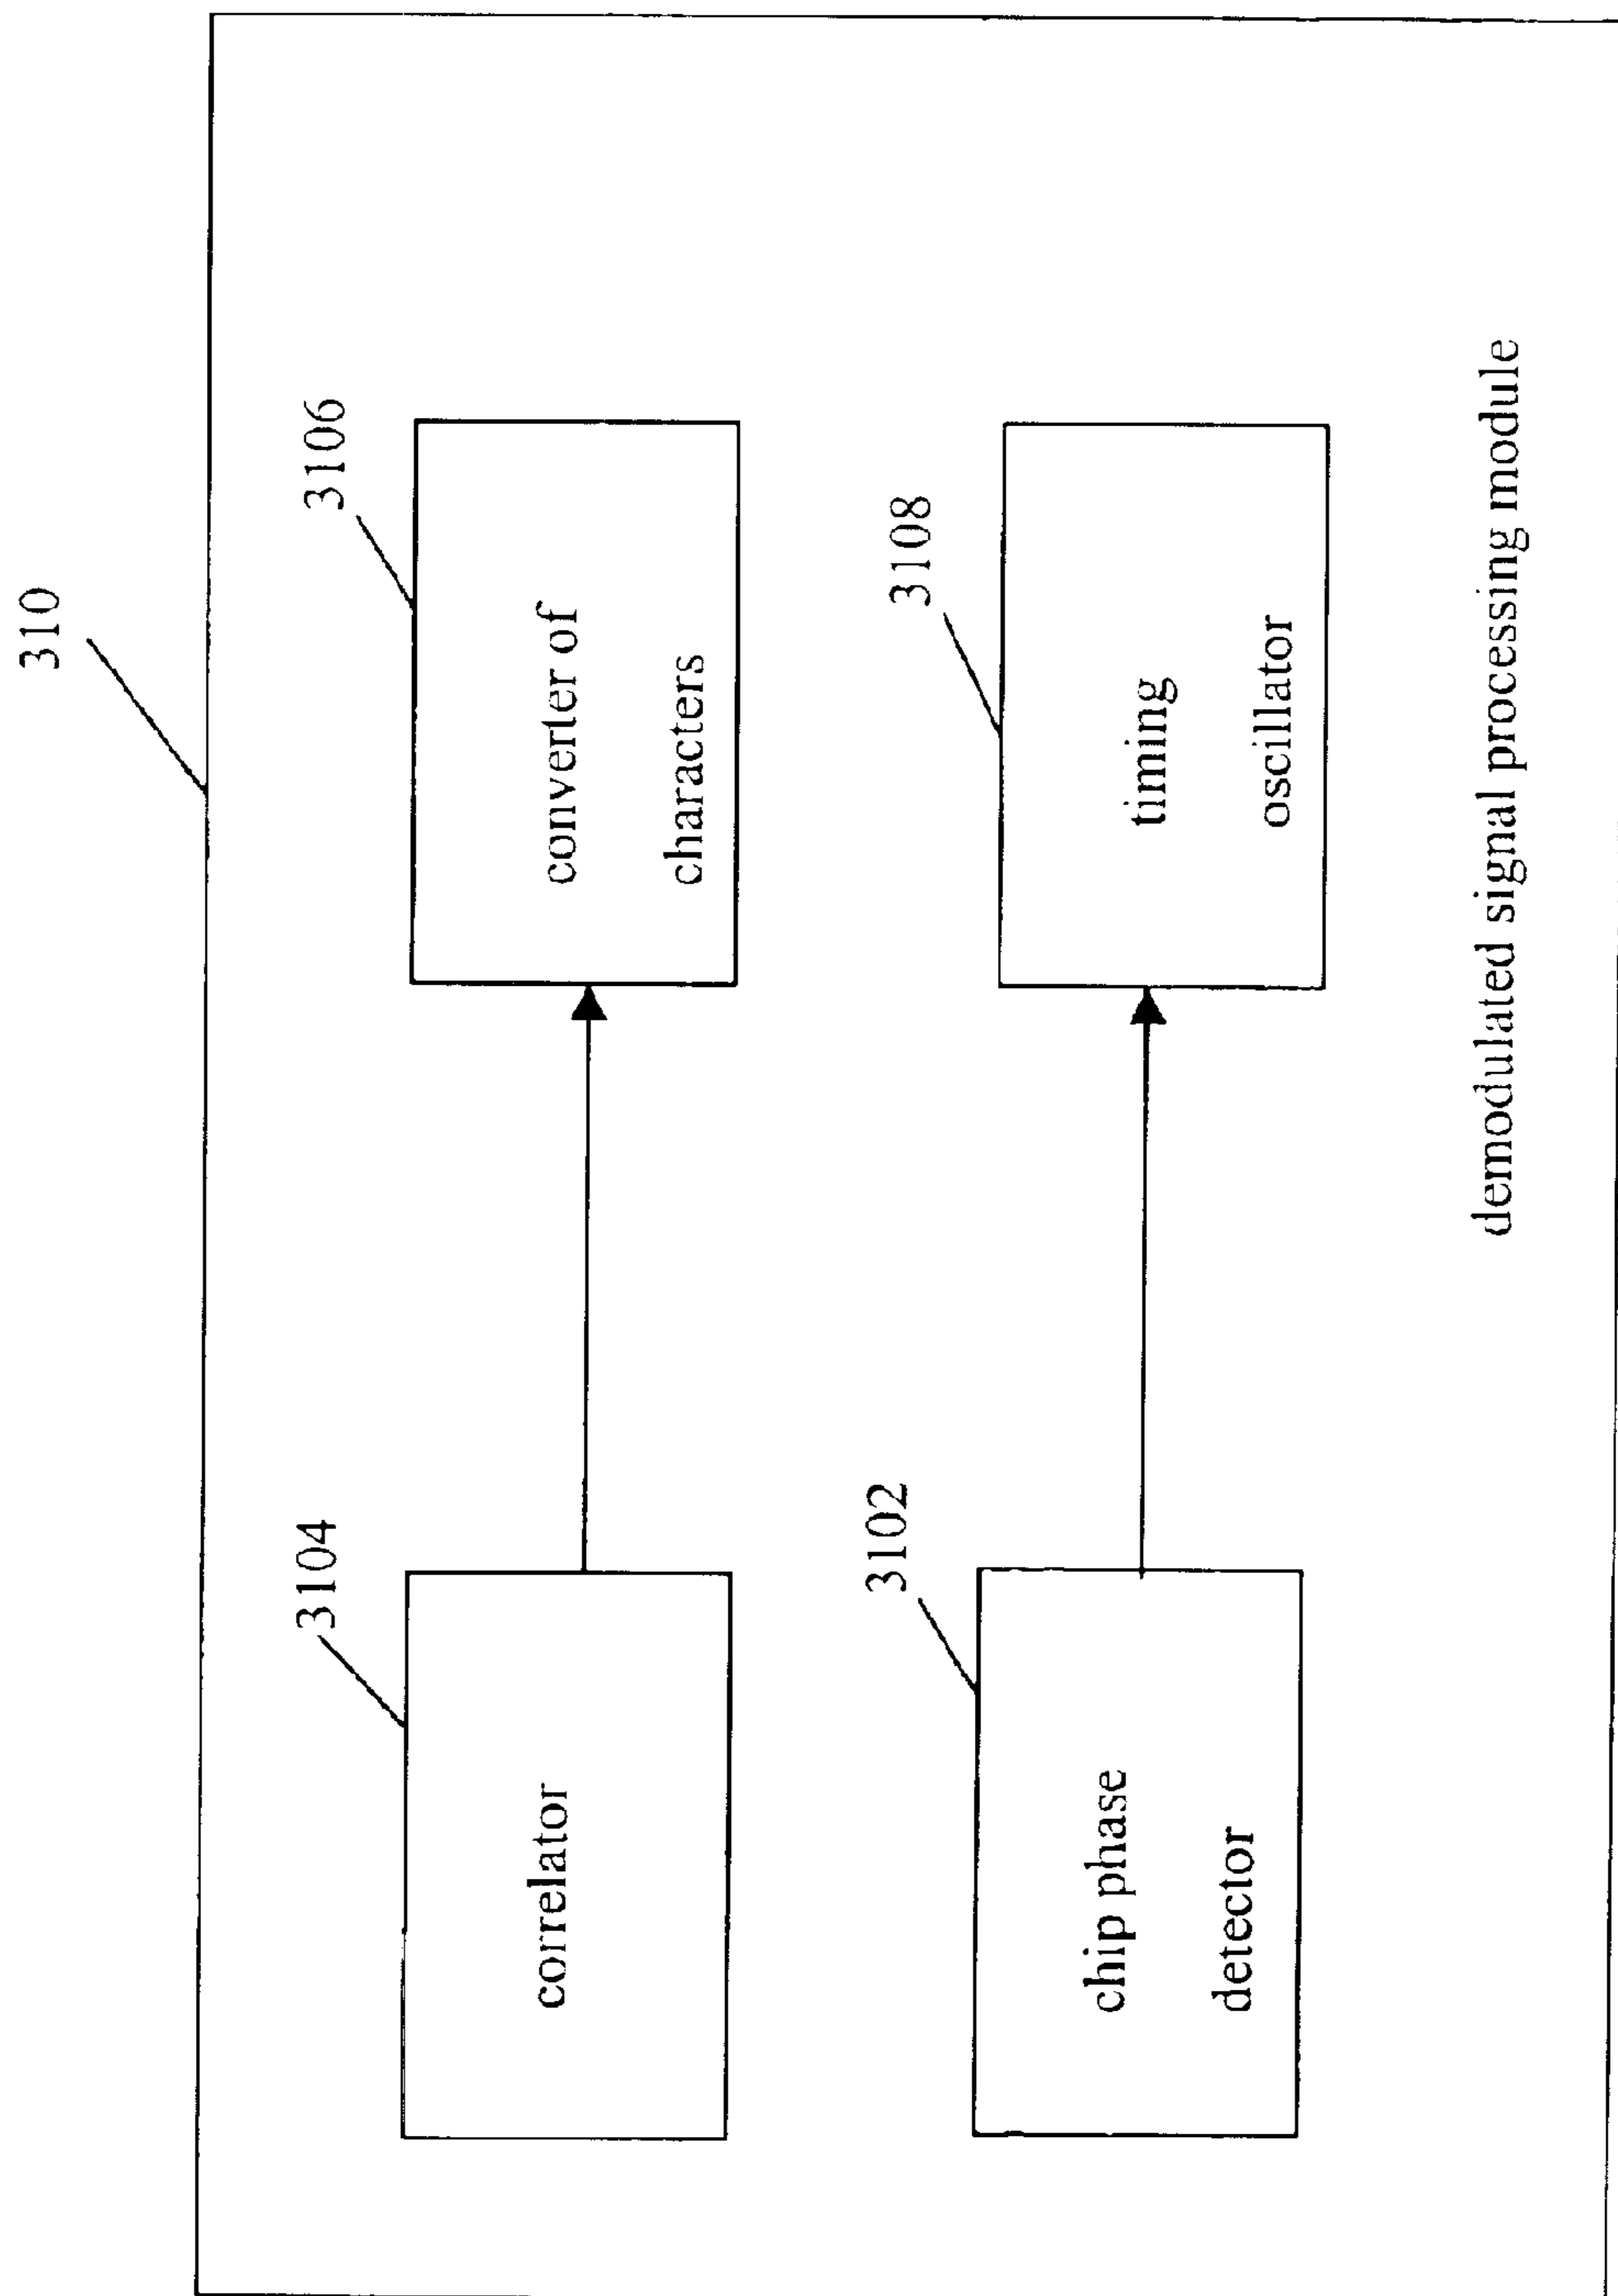 310
3104
3106
correlator
converter of
characters
3102
3108
chip phase
detector
timing
oscillator
demodulated signal processing module